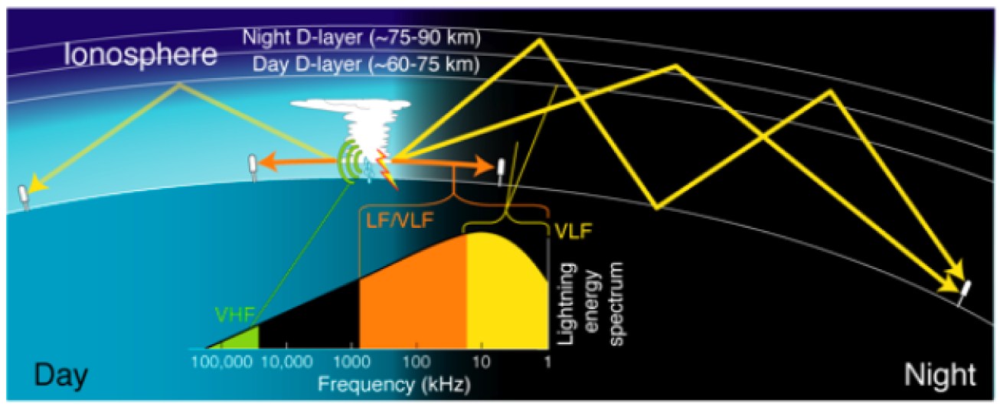 Night D-layer (~75-90 km)
Ionosphere
Day D-layer (~60-75 km)
LF/VLF
VLF
VHF
Lightning
energy
spectrum
100,000 10,000 1000 100 10 1
Frequency (kHz)
Day
Night